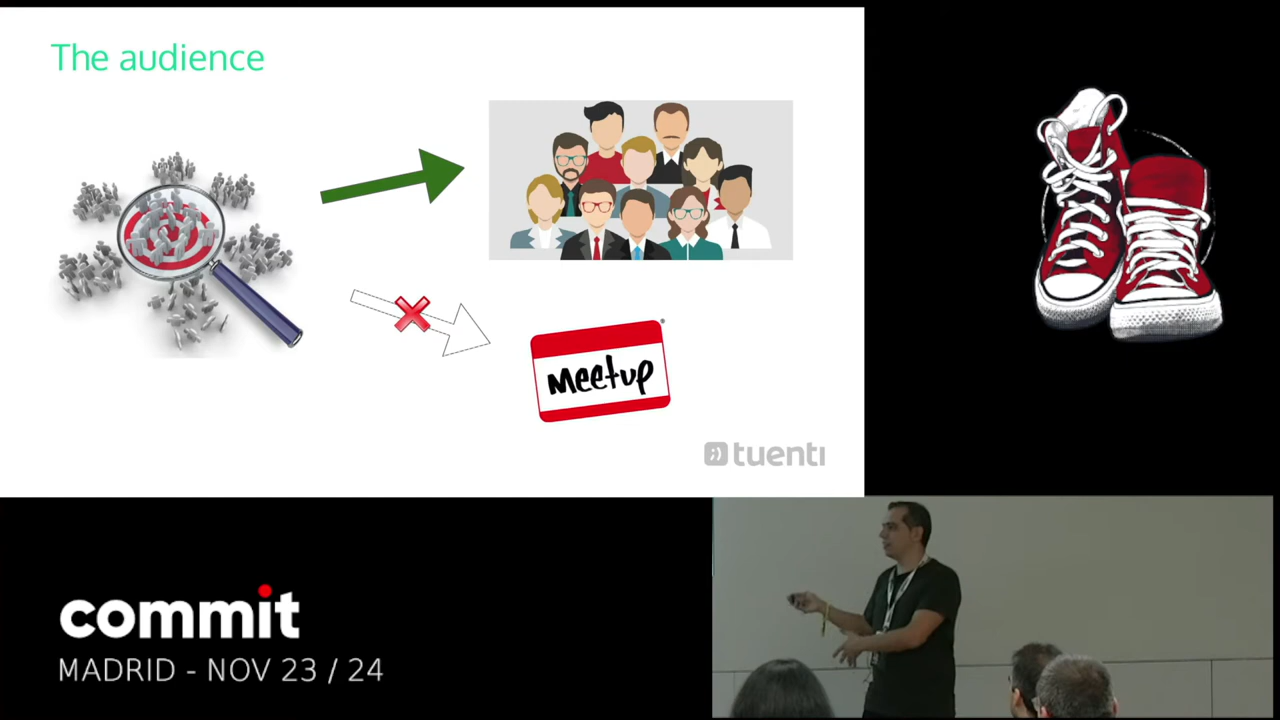 The audience
meetup
tuenti
commit
MADRID - NOV 23 / 24